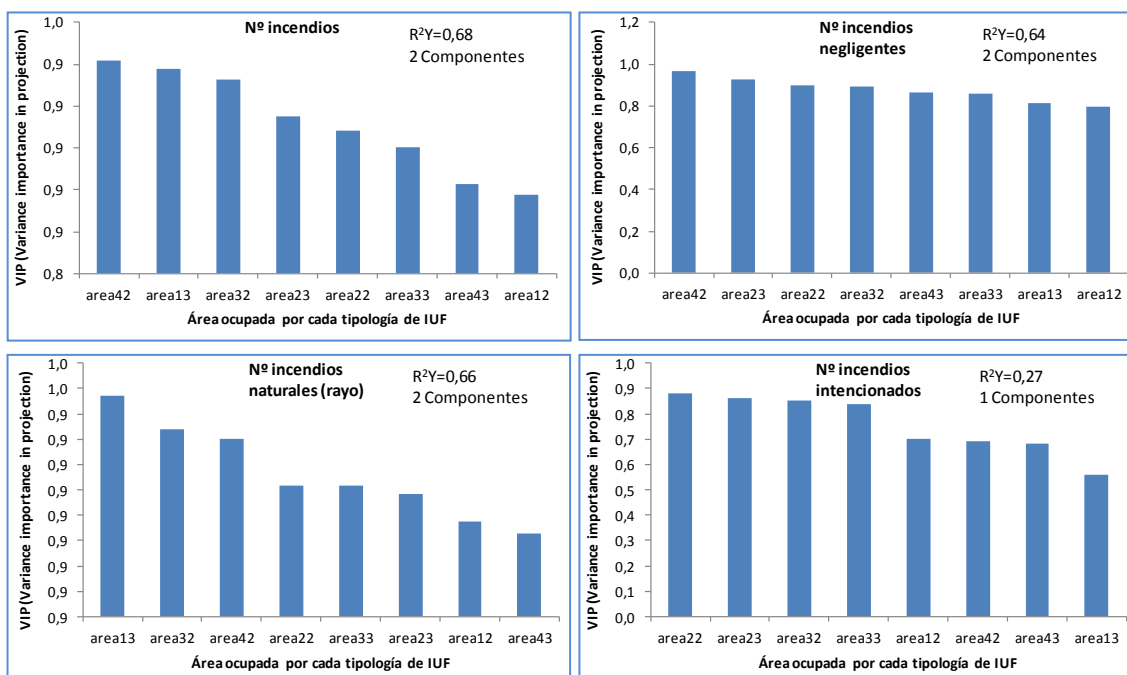 Nº incendios
R²Y=0,68
2 Componentes
VIP (Variance importance in projection)
1,0
0,9
0,9
0,9
0,9
0,9
0,8
area42 area13 area32 area23 area22 area33 area43 area12
Área ocupada por cada tipología de IUF
Nº incendios
negligentes
R²Y=0,64
2 Componentes
VIP (Variance importance in projection)
1,2
1,0
0,8
0,6
0,4
0,2
0,0
area42 area23 area22 area32 area43 area33 area13 area12
Área ocupada por cada tipología de IUF
Nº incendios
naturales (rayo)
R²Y=0,66
2 Componentes
VIP (Variance importance in projection)
1,0
1,0
0,9
0,9
0,9
0,9
0,9
0,9
0,9
0,9
0,9
area13 area32 area42 area22 area33 area23 area12 area43
Área ocupada por cada tipología de IUF
Nº incendios
intencionados
R²Y=0,27
1 Componentes
VIP (Variance importance in projection)
1,0
0,9
0,8
0,7
0,6
0,5
0,4
0,3
0,2
0,1
0,0
area22 area23 area32 area33 area12 area42 area43 area13
Área ocupada por cada tipología de IUF